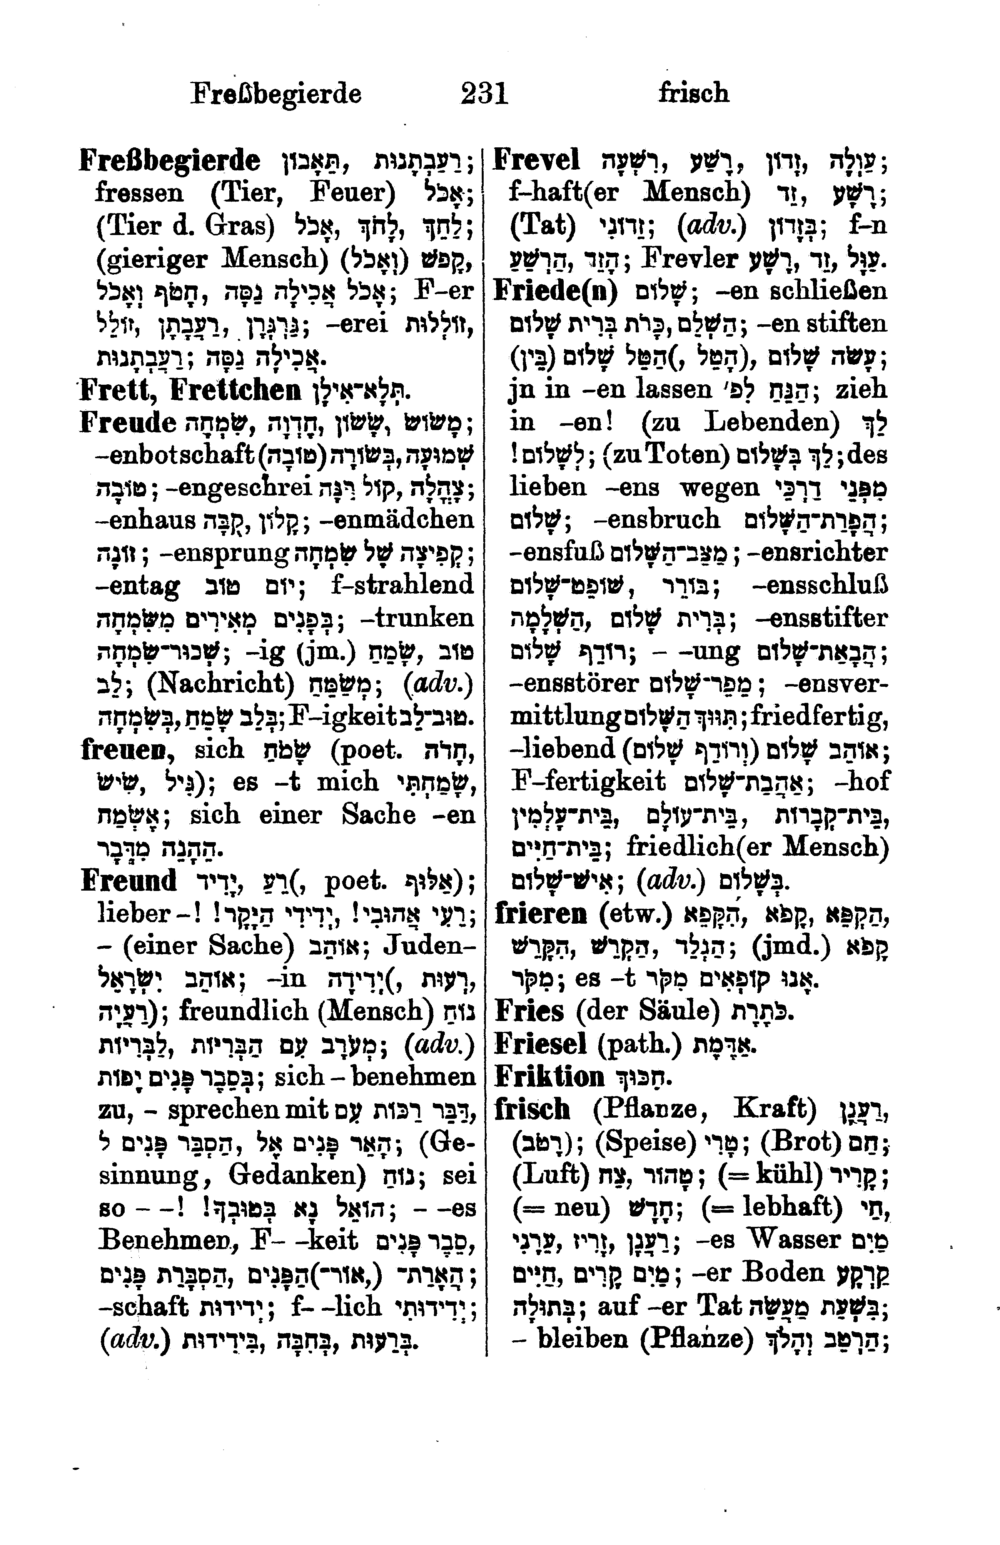 Freßbegierde 231 frisch
Freßbegierde תַּאָבוֹן, רַעַבְתָנוּת;
fressen (Tier, Feuer) אָכֹל;
(Tier d. Gras) לָחֹךְ, אָכֹל, לַחֵךְ;
(gieriger Mensch) קָפֹשׁ (וְאָכֹל),
חָטֹף וְאָכֹל, אָכֹל אֲכִילָה גַסָּה; F-er
זוֹלֵל, רַעַבְתָן, גַּרְגְּרָן; -erei זוֹלְלוּת,
אֲכִילָה גַסָּה; רַעַבְתָנוּת.
Frett, Frettchen תְּלָא־אִילָן.
Freude שִׂמְחָה, חֶדְוָה, שָׂשׂוֹן, מָשׂוֹשׂ;
-enbotschaft שְׁמוּעָה, בְּשׂוֹרָה (טוֹבָה)
טוֹבָה; -engeschrei קוֹל רִנָּה, צָהֳלָה;
-enhaus קָלוֹן, קֻבָּה; -enmädchen
זוֹנָה; -ensprung קְפִיצָה שֶׁל שִׂמְחָה;
-entag יוֹם טוֹב; f-strahlend
בְּפָנִים מְאִירִים מִשִּׂמְחָה; -trunken
שְׁכוּר־שִׂמְחָה; -ig (jm.) שָׂמֵחַ, טוֹב
לֵב; (Nachricht) מְשַׂמֵּחַ; (adv.)
בְּלֵב שָׂמֵחַ, בְּשִׂמְחָה; F-igkeit טוּב־לֵב.
freuen, sich שָׂמֹחַ (poet. חָדֹה,
גִּיל, שִׂישׂ); es -t mich שָׂמַחְתִּי,
אֶשְׂמַח; sich einer Sache -en
הֵהָנֵה מִדָּבָר.
Freund רֵעַ, יָדִיד (, poet. אַלּוּף);
lieber -! רֵעִי אֲהוּבִי!, יְדִידִי הַיָּקָר!;
- (einer Sache) אוֹהֵב; Juden-
אוֹהֵב יִשְׂרָאֵל; -in יְדִידָה (, רְעוּת,
רַעְיָה); freundlich (Mensch) נוֹחַ
לַבְּרִיּוֹת, מְעֹרָב עִם הַבְּרִיּוֹת; (adv.)
בְּסֵבֶר פָּנִים יָפוֹת; sich - benehmen
zu, - sprechen mit דַּבֵּר רַכּוֹת עִם,
הָאֵר פָּנִים אֶל, הַסְבֵּר פָּנִים לְ; (Ge-
sinnung, Gedanken) נוֹחַ; sei
so - -! הוֹאֶל נָא בְּטוּבְךָ!; - -es
Benehmen, F- -keit סֵבֶר פָּנִים,
הֶאָרַת־ (, אוֹר־) הַפָּנִים, הַסְבָּרַת פָּנִים;
-schaft יְדִידוּת; f- -lich יְדִידוּתִי;
(adv.) בְּרֵעוּת, בְּחִבָּה, בִּידִידוּת.
Frevel רִשְׁעָה, רֶשַׁע, זָדוֹן, עַוְלָה;
f-haft(er Mensch) זֵד, רָשָׁע;
(Tat) זְדוֹנִי; (adv.) בְּזָדוֹן; f-n
הָזֵד, הַרְשֵׁעַ; Frevler עַוָּל, זֵד, רָשָׁע.
Friede(n) שָׁלוֹם; -en schließen
הַשְׁלֵם, כָּרֹת בְּרִית שָׁלוֹם; -en stiften
עָשֹׂה שָׁלוֹם, (הָטֵל,) הַטֵּל שָׁלוֹם (בֵּין);
jn in -en lassen הַנַּח לְפ'; zieh
in -en! (zu Lebenden) לֵךְ
לְשָׁלוֹם!; (zu Toten) לֵךְ בְּשָׁלוֹם; des
lieben -ens wegen מִפְּנֵי דַרְכֵי
שָׁלוֹם; -ensbruch הֲפָרַת־הַשָּׁלוֹם;
-ensfuß מַצַּב־הַשָּׁלוֹם; -ensrichter
בּוֹרֵר, שׁוֹפֵט־שָׁלוֹם; -ensschluß
בְּרִית שָׁלוֹם, הַשְׁלָמָה; -ensstifter
רוֹדֵף שָׁלוֹם; - -ung הֲבָאַת־שָׁלוֹם;
-ensstörer מֵפֵר־שָׁלוֹם; -ensver-
mittlung תִּוּוּךְ הַשָּׁלוֹם; friedfertig,
-liebend אוֹהֵב שָׁלוֹם (וְרוֹדֵף שָׁלוֹם);
F-fertigkeit אַהֲבַת־שָׁלוֹם; -hof
בֵּית־קְבָרוֹת, בֵּית־עוֹלָם, בֵּית־עָלְמִין,
בֵּית־חַיִּים; friedlich(er Mensch)
אִישׁ־שָׁלוֹם; (adv.) בְּשָׁלוֹם.
frieren (etw.) הַקְפֵּא, קָפֹא, הִקָּפֵא,
הִגָּלֵד, הַקְרֵשׁ, הִקָּרֵשׁ; (jmd.) קָפֹא
מִקֹּר; es -t אָנוּ קוֹפְאִים מִקֹּר.
Fries (der Säule) כֹּתֶרֶת.
Friesel (path.) אַדֶּמֶת.
Friktion חִכּוּךְ.
frisch (Pflanze, Kraft) רַעֲנָן,
(רָטֹב); (Speise) טָרִי; (Brot) חַם;
(Luft) צַח, טָהוֹר; (= kühl) קָרִיר;
(= neu) חָדָשׁ; (= lebhaft) חַי,
עֵרָנִי, זָרִיז, רַעֲנָן; -es Wasser מַיִם
חַיִּים, מַיִם קָרִים; -er Boden קַרְקַע
בְּתוּלָה; auf -er Tat בִּשְׁעַת מַעֲשֶׂה;
- bleiben (Pflanze) הַרְטֵב וְהָלֹךְ;